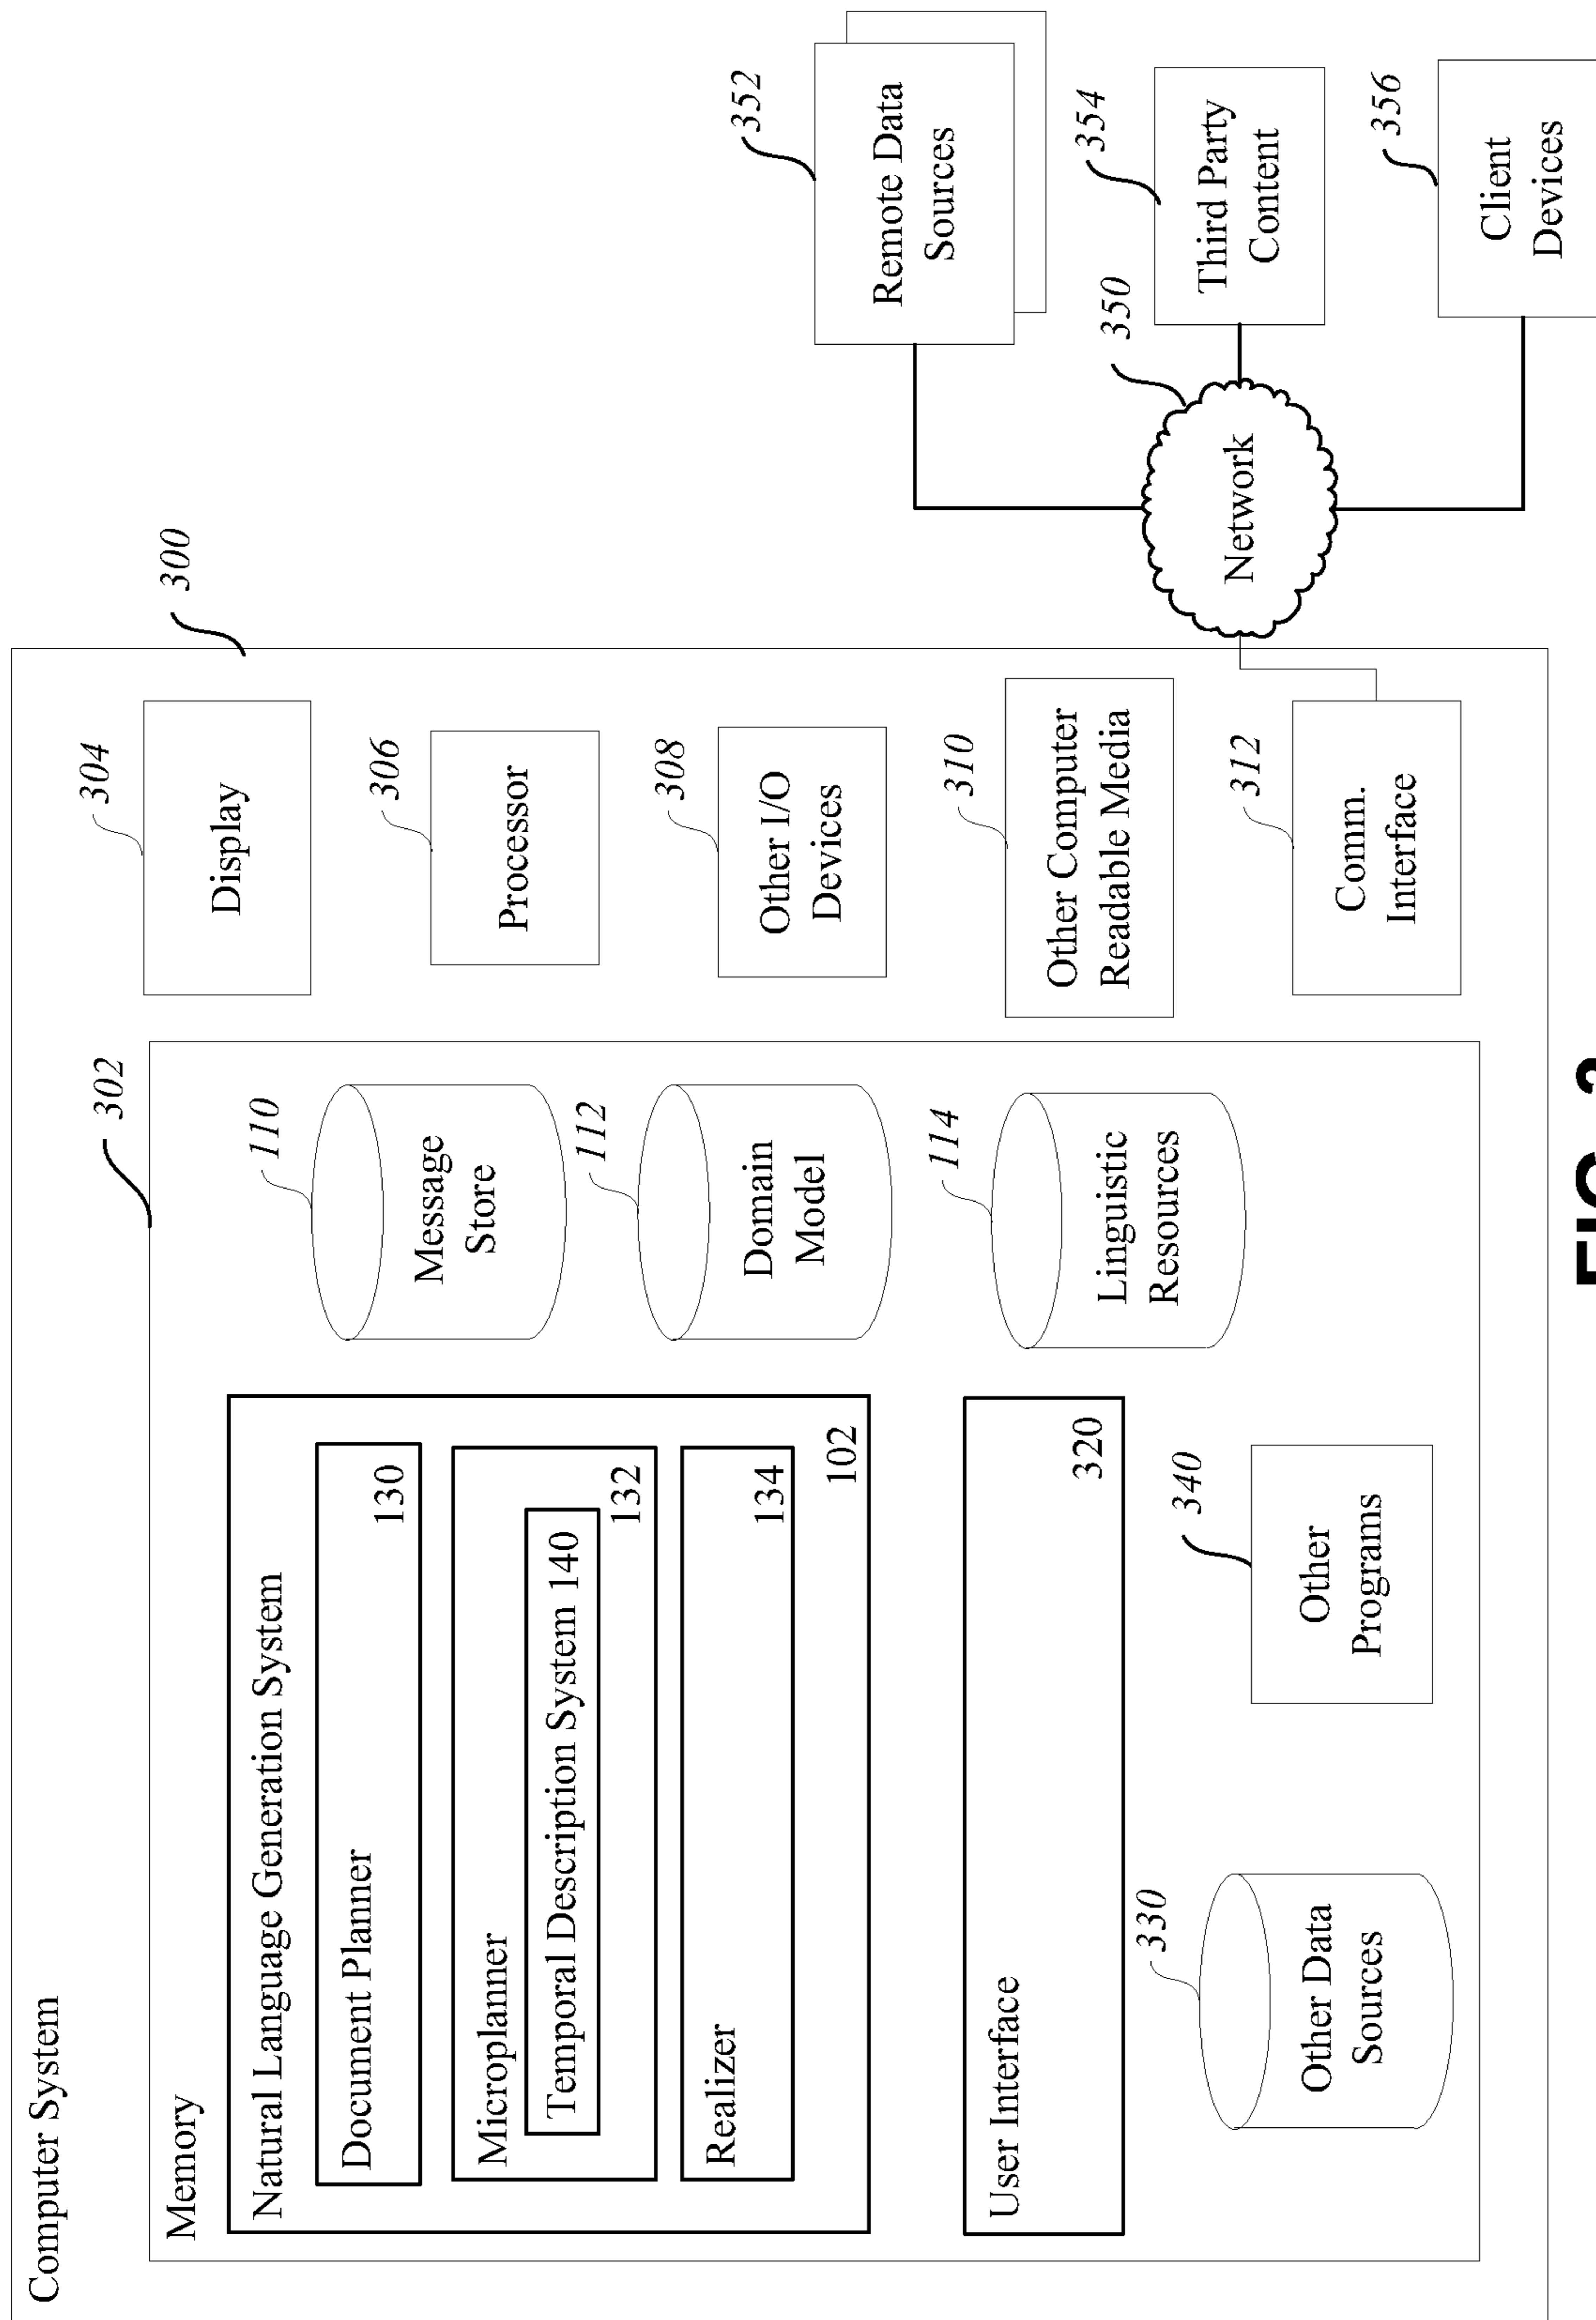 Computer System
300
Memory
302
Natural Language Generation System
Document Planner
130
Microplanner
Temporal Description System 140
132
Realizer
134
102
User Interface
320
330
Other Data
Sources
340
Other
Programs
110
Message
Store
112
Domain
Model
114
Linguistic
Resources
304
Display
306
Processor
308
Other I/O
Devices
310
Other Computer
Readable Media
312
Comm.
Interface
350
Network
352
Remote Data
Sources
354
Third Party
Content
356
Client
Devices
FIG.